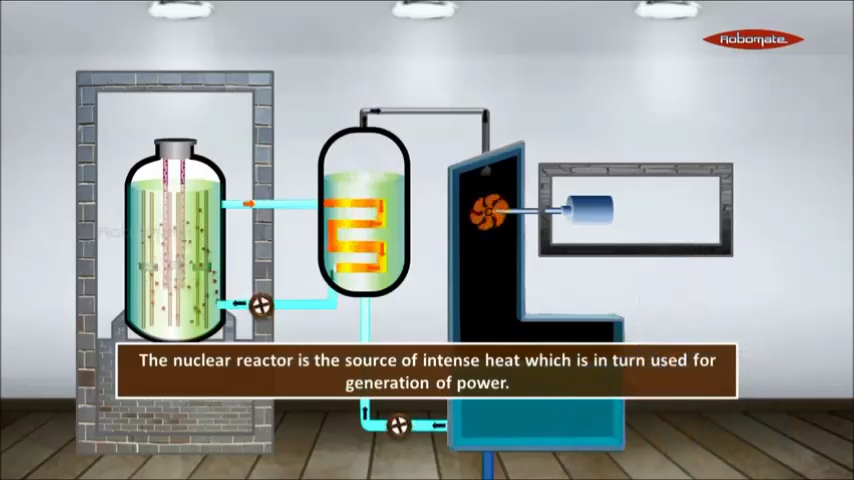 Robomate
The nuclear reactor is the source of intense heat which is in turn used for
generation of power.